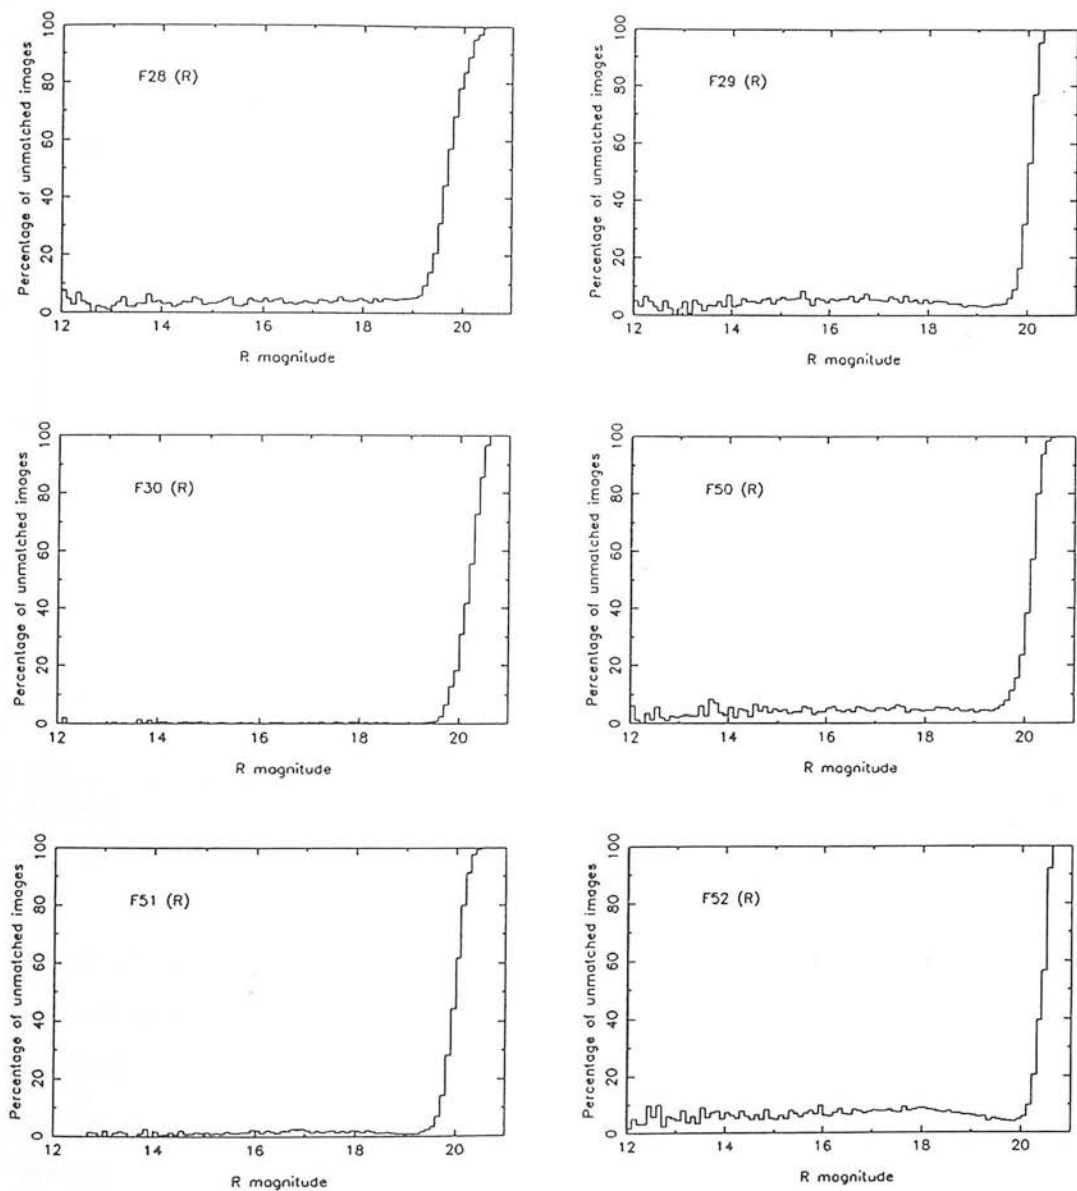 Percentage of unmatched images
0 20 40 60 80 100
F28 (R)
12 14 16 18 20
R magnitude
Percentage of unmatched images
0 20 40 60 80 100
F29 (R)
12 14 16 18 20
R magnitude
Percentage of unmatched images
0 20 40 60 80 100
F30 (R)
12 14 16 18 20
R magnitude
Percentage of unmatched images
0 20 40 60 80 100
F50 (R)
12 14 16 18 20
R magnitude
Percentage of unmatched images
0 20 40 60 80 100
F51 (R)
12 14 16 18 20
R magnitude
Percentage of unmatched images
0 20 40 60 80 100
F52 (R)
12 14 16 18 20
R magnitude